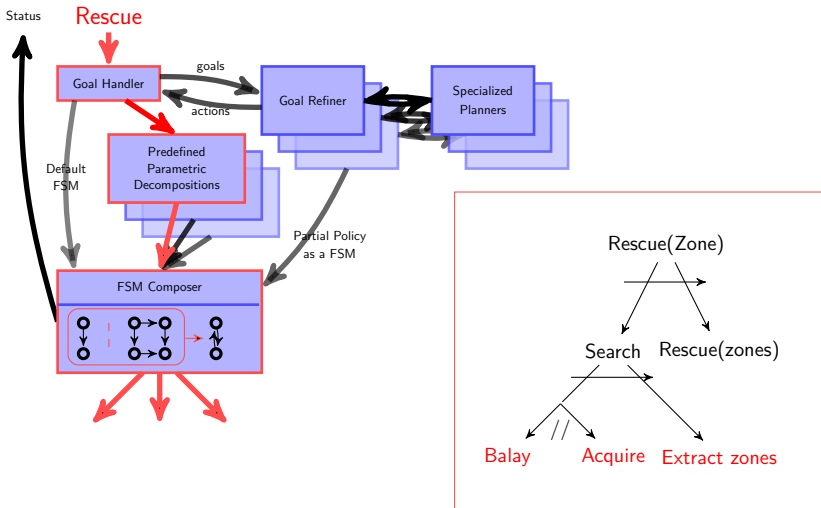 Status
Rescue
Goal Handler
goals
actions
Goal Refiner
Specialized
Planners
Default
FSM
Predefined
Parametric
Decompositions
Partial Policy
as a FSM
FSM Composer
Rescue(Zone)
Search
Rescue(zones)
//
Balay
Acquire
Extract zones